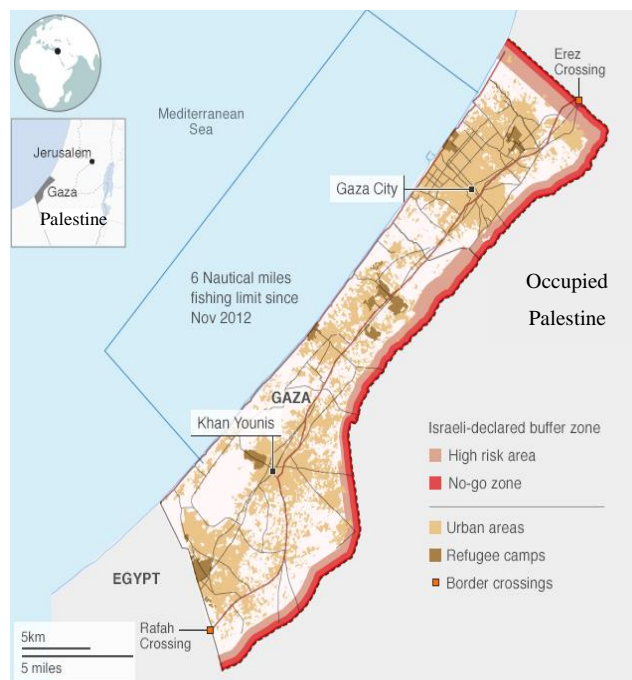 Erez
Crossing
Mediterranean
Sea
Jerusalem
Gaza
Palestine
Gaza City
6 Nautical miles
fishing limit since
Nov 2012
Occupied
Palestine
GAZA
Khan Younis
Israeli-declared buffer zone
High risk area
No-go zone
Urban areas
Refugee camps
Border crossings
EGYPT
Rafah
Crossing
5km
5 miles